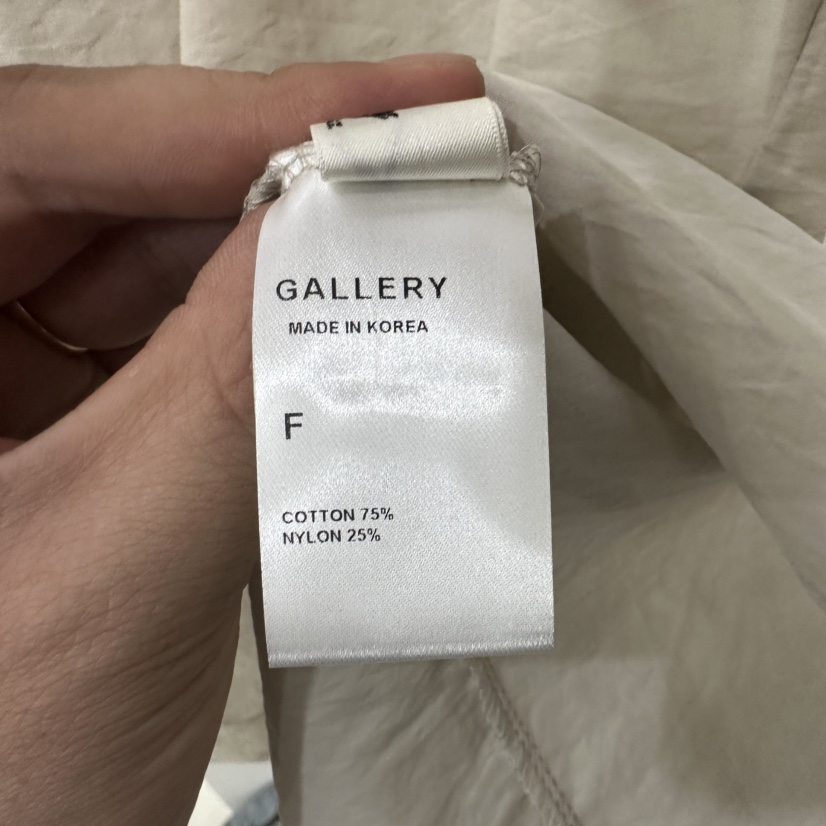 GALLERY
MADE IN KOREA
F
COTTON 75%
NYLON 25%